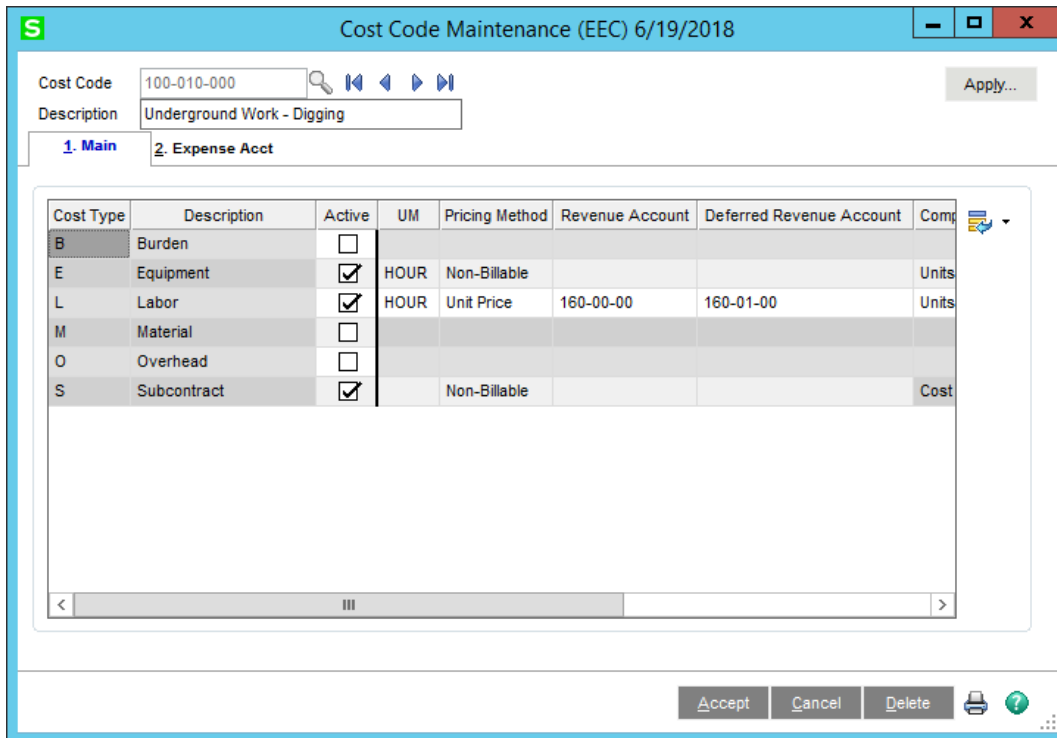 S
Cost Code Maintenance (EEC) 6/19/2018
Cost Code 100-010-000 Apply...
Description Underground Work - Digging
1. Main 2. Expense Acct
Cost Type Description Active UM Pricing Method Revenue Account Deferred Revenue Account Comp
B Burden
E Equipment HOUR Non-Billable Units
L Labor HOUR Unit Price 160-00-00 160-01-00 Units
M Material
O Overhead
S Subcontract Non-Billable Cost
Accept Cancel Delete